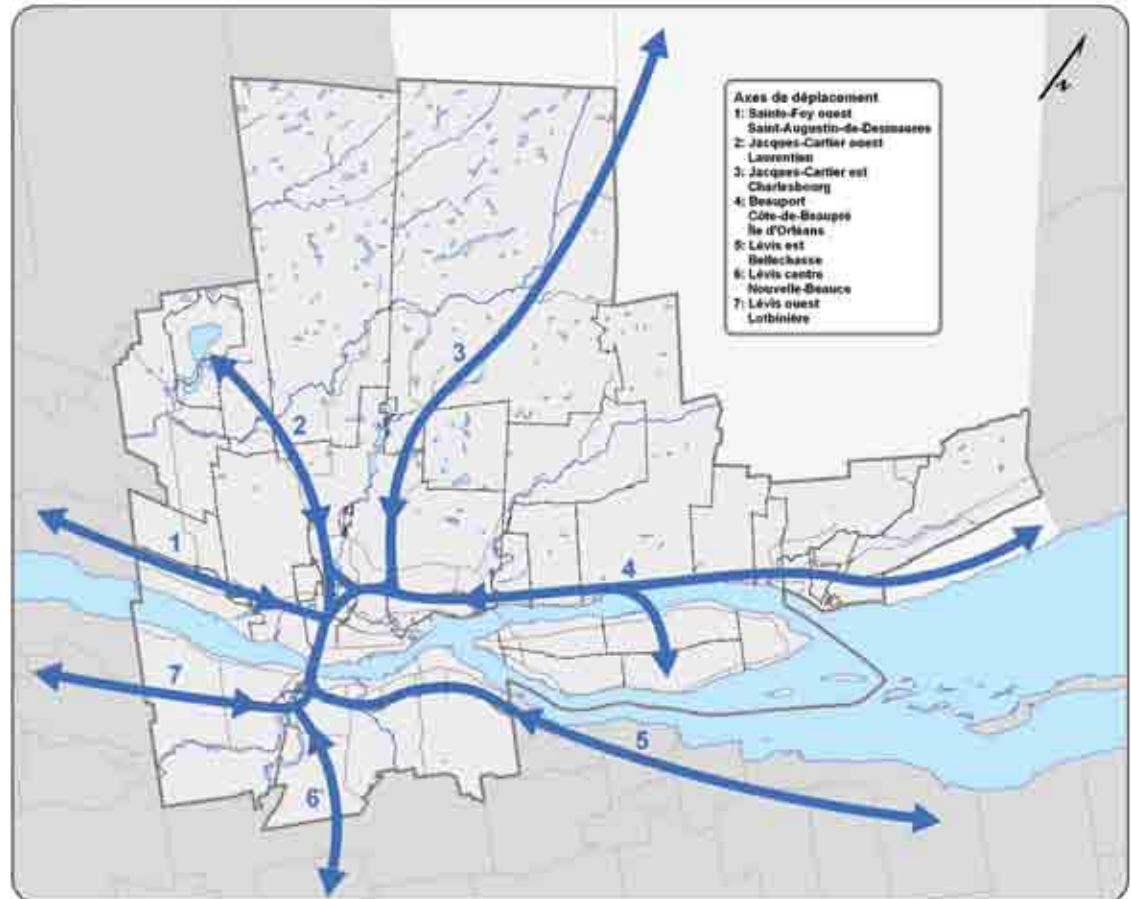 Axes de déplacement
1: Sainte-Foy ouest
Saint-Augustin-de-Desmaures
2: Jacques-Cartier ouest
Laurentien
3: Jacques-Cartier est
Charlesbourg
4: Beauport
Côte-de-Beaupré
Île d'Orléans
5: Lévis est
Bellechasse
6: Lévis centre
Nouvelle-Beauce
7: Lévis ouest
Lotbinière
N
3
2
1
4
7
5
6